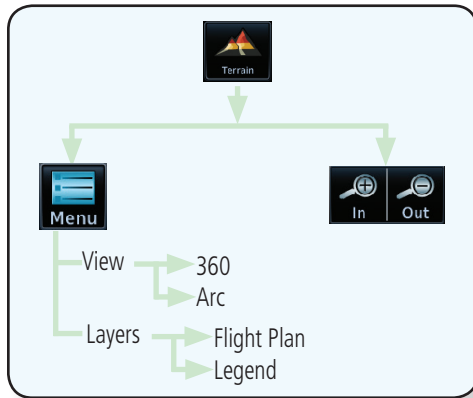 Terrain
Menu
In Out
View
360
Arc
Layers
Flight Plan
Legend